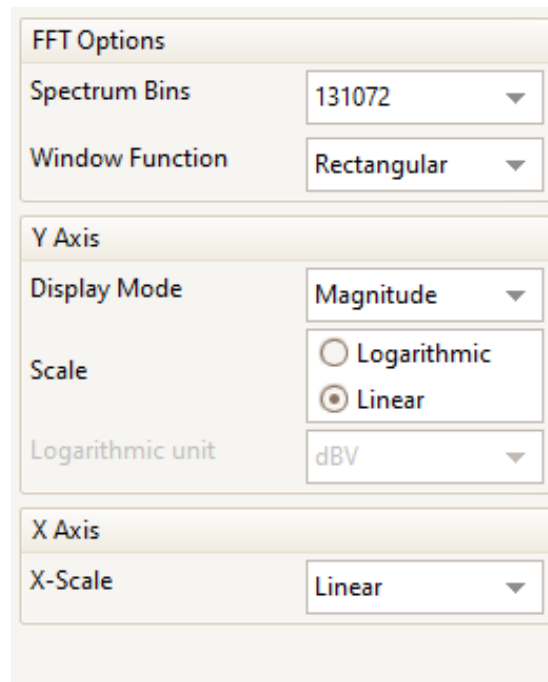 FFT Options
Spectrum Bins 131072
Window Function Rectangular
Y Axis
Display Mode Magnitude
Scale Logarithmic
Linear
Logarithmic unit dBV
X Axis
X-Scale Linear